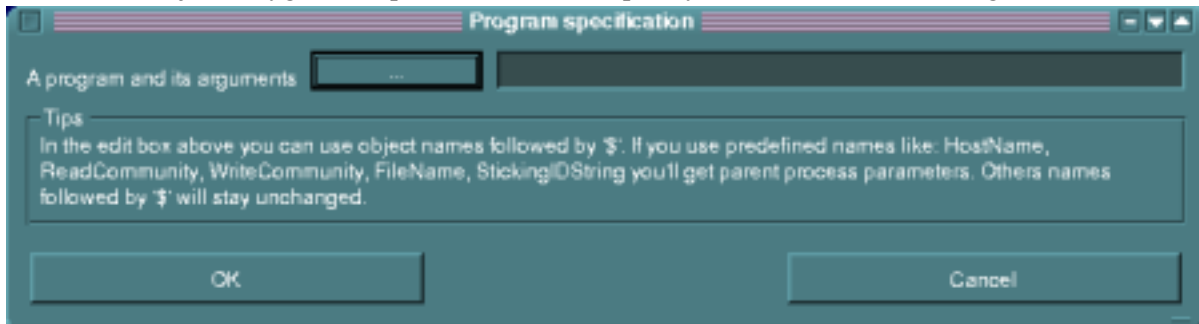 Program specification
A program and its arguments ...
Tips
In the edit box above you can use object names followed by '$'. If you use predefined names like: HostName,
ReadCommunity, WriteCommunity, FileName, StickingIDString you'll get parent process parameters. Others names
followed by '$' will stay unchanged.
OK Cancel